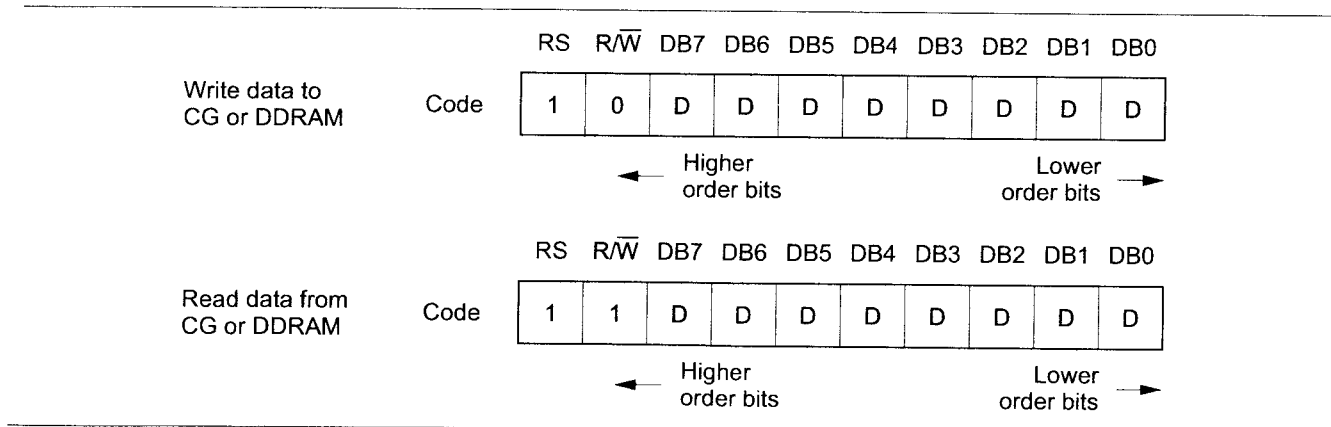 RS R/W̅ DB7 DB6 DB5 DB4 DB3 DB2 DB1 DB0
Write data to
CG or DDRAM
Code 1 0 D D D D D D D D
Higher
order bits
Lower
order bits
RS R/W̅ DB7 DB6 DB5 DB4 DB3 DB2 DB1 DB0
Read data from
CG or DDRAM
Code 1 1 D D D D D D D D
Higher
order bits
Lower
order bits